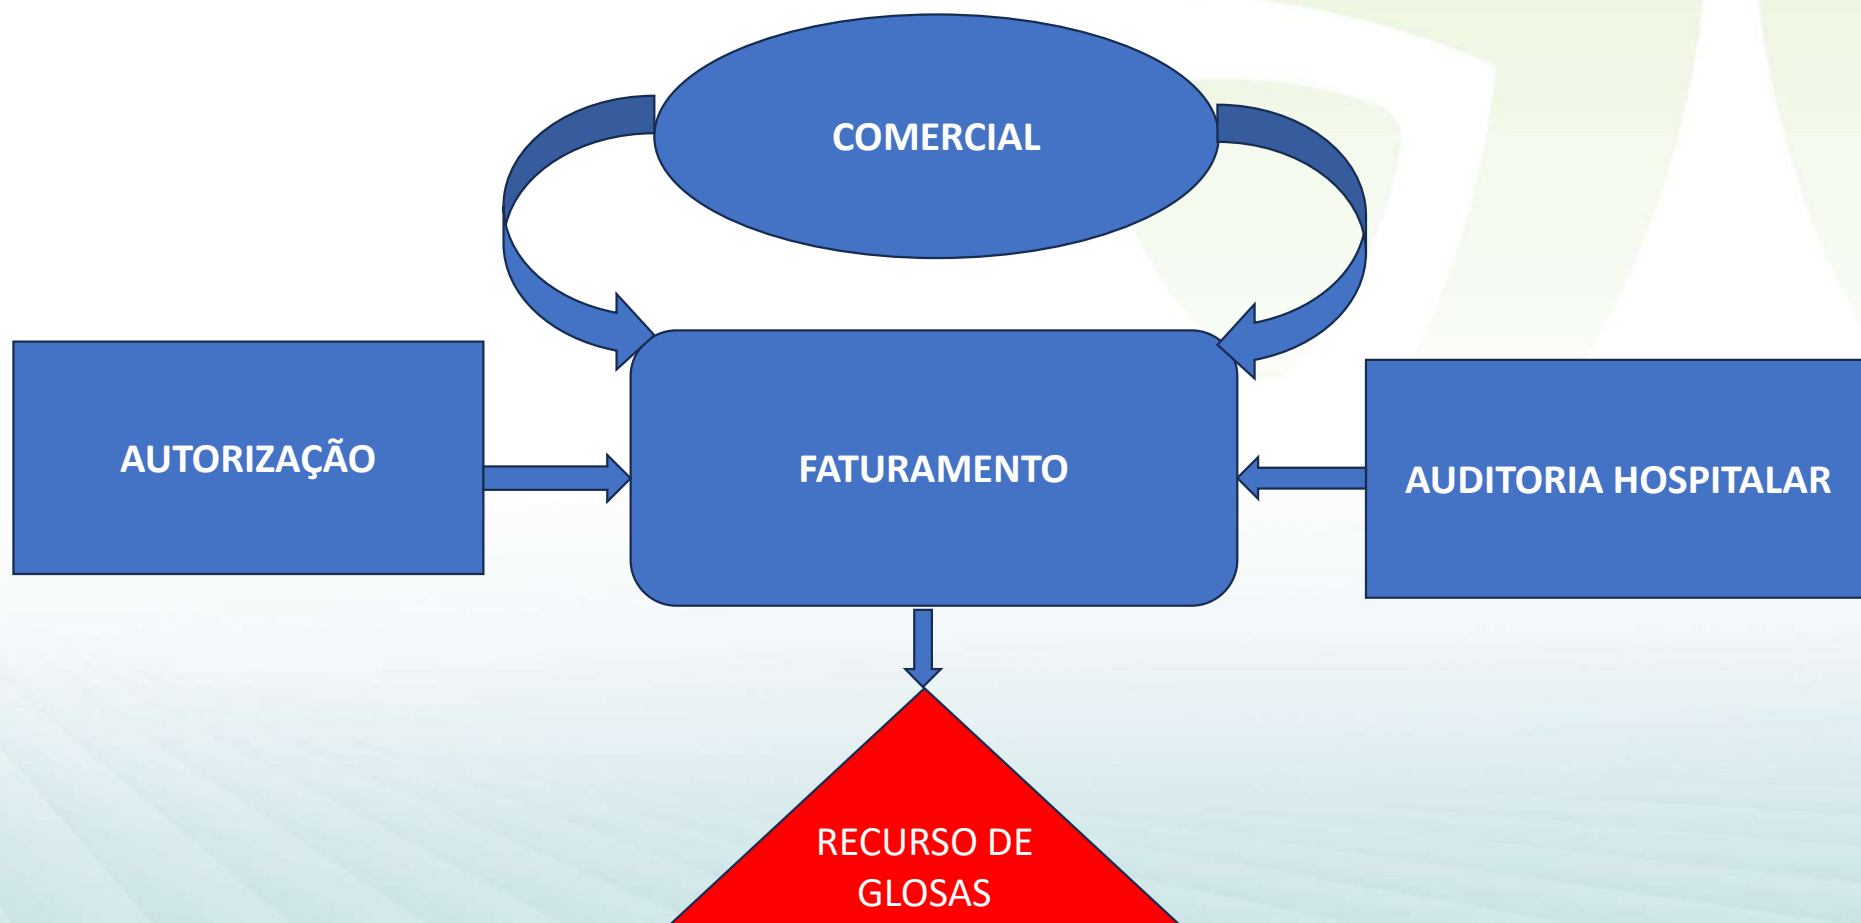 COMERCIAL
AUTORIZAÇÃO
FATURAMENTO
AUDITORIA HOSPITALAR
RECURSO DE
GLOSAS